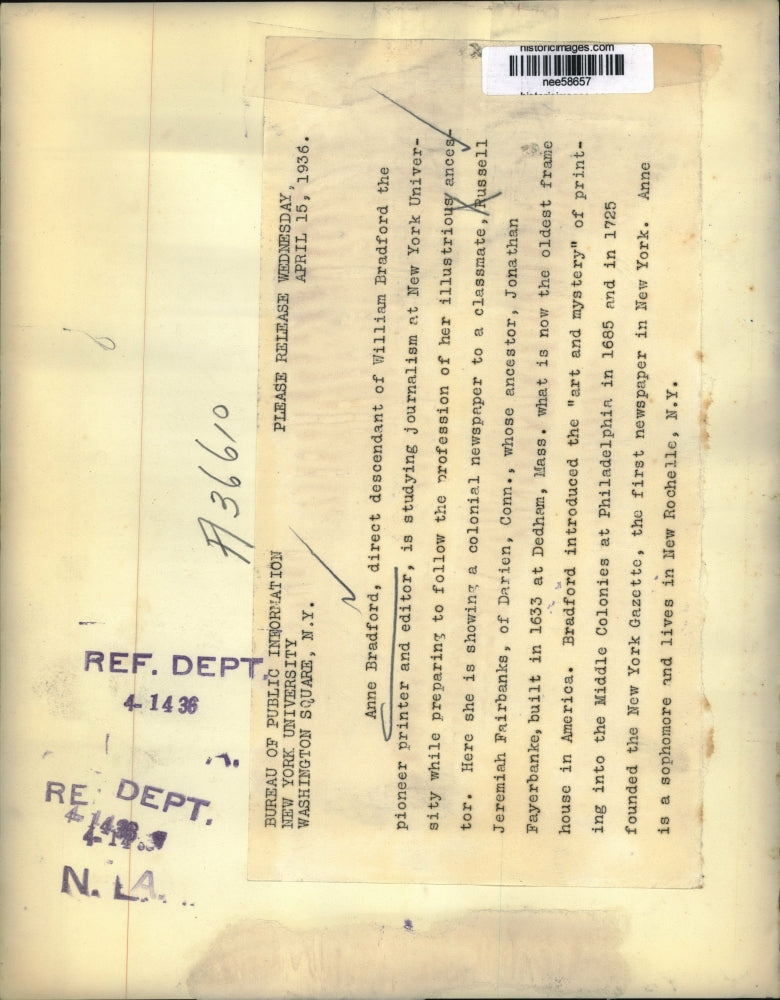 historicimages.com
nee58657
BUREAU OF PUBLIC INFORMATION
NEW YORK UNIVERSITY
WASHINGTON SQUARE, N.Y.
PLEASE RELEASE WEDNESDAY,
APRIL 15, 1936.
Anne Bradford, direct descendant of William Bradford the
pioneer printer and editor, is studying journalism at New York Univer-
sity while preparing to follow the profession of her illustrious ances-
tor. Here she is showing a colonial newspaper to a classmate, Russell
Jeremiah Fairbanks, of Darien, Conn., whose ancestor, Jonathan
Fayerbanke, built in 1633 at Dedham, Mass. what is now the oldest frame
house in America. Bradford introduced the "art and mystery" of print-
ing into the Middle Colonies at Philadelphia in 1685 and in 1725
founded the New York Gazette, the first newspaper in New York. Anne
is a sophomore and lives in New Rochelle, N.Y.
A36610
REF. DEPT.
4-14 36
RE DEPT.
4-14 36
N. A.